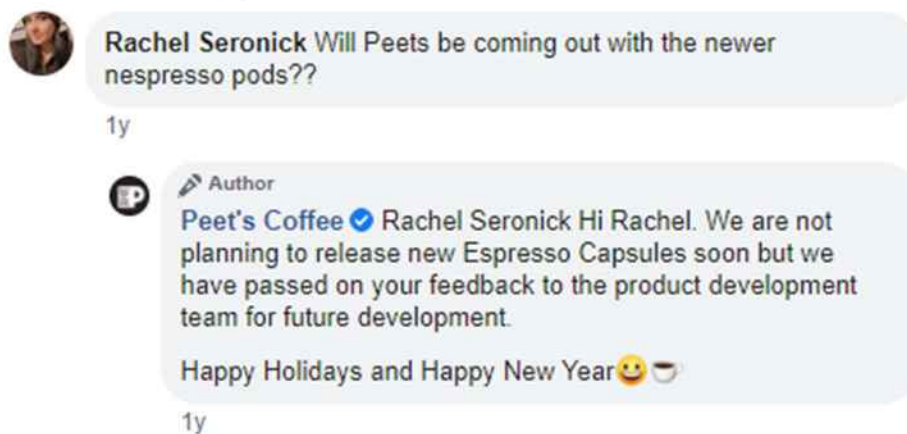 Rachel Seronick Will Peets be coming out with the newer
nespresso pods??
1y
Author
Peet's Coffee Rachel Seronick Hi Rachel. We are not
planning to release new Espresso Capsules soon but we
have passed on your feedback to the product development
team for future development.
Happy Holidays and Happy New Year😀☕
1y